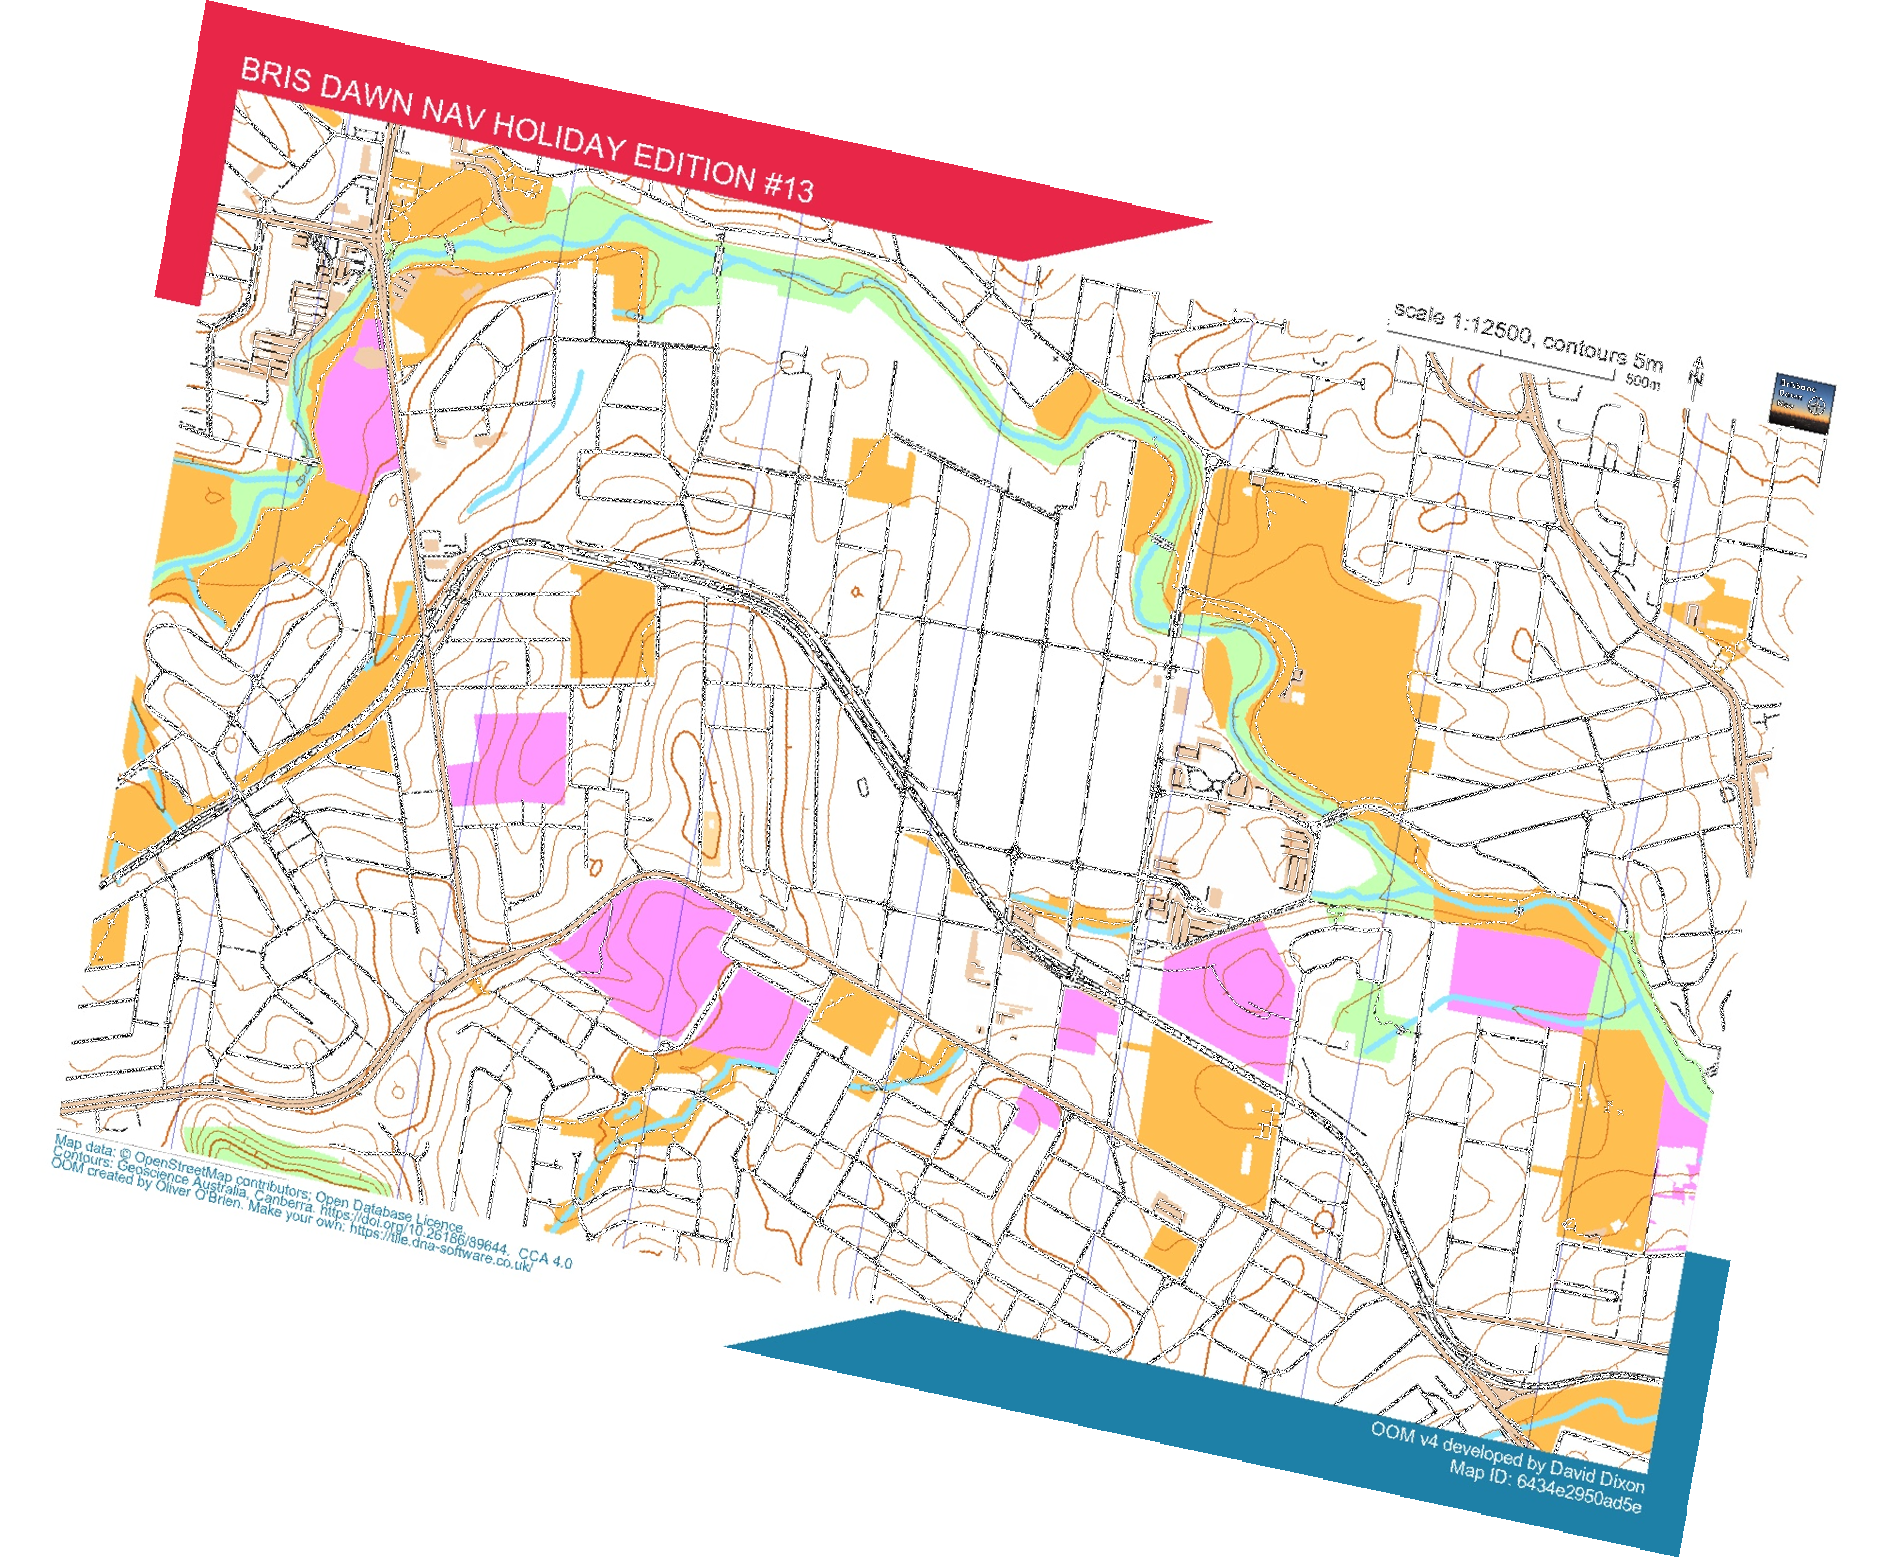 BRIS DAWN NAV HOLIDAY EDITION #13
scale 1:12500, contours 5m
500m
Brisbane
Map data: © OpenStreetMap contributors; Open Database Licence.
Contours: Geoscience Australia, Canberra. https://doi.org/10.26186/89644. CCA 4.0
OOM created by Oliver O'Brien. Make your own: https://tile.dna-software.co.uk/
OOM v4 developed by David Dixon
Map ID: 6434e2950ad5e